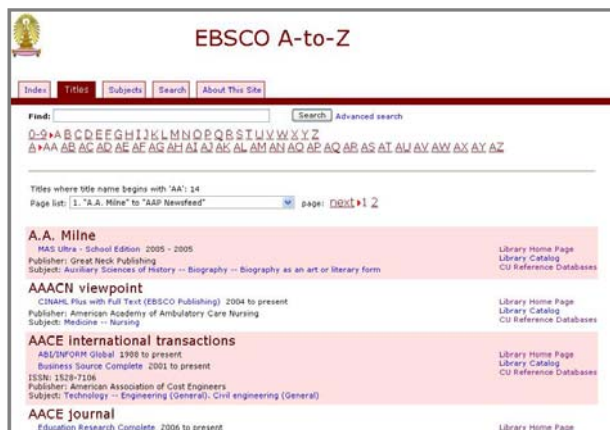 EBSCO A-to-Z
Index Titles Subjects Search About This Site
Find: Search Advanced search
0-9 A B C D E F G H I J K L M N O P Q R S T U V W X Y Z
A AA AB AC AD AE AF AG AH AI AJ AK AL AM AN AO AP AQ AR AS AT AU AV AW AX AY AZ
Titles where title name begins with 'AA': 14
Page list: 1. "A.A. Milne" to "AAP Newsfeed" page: next 1 2
A.A. Milne
MAS Ultra - School Edition 2005 - 2005
Publisher: Great Neck Publishing
Subject: Auxiliary Sciences of History -- Biography -- Biography as an art or literary form
Library Home Page
Library Catalog
CU Reference Databases
AAACN viewpoint
CINAHL Plus with Full Text (EBSCO Publishing) 2004 to present
Publisher: American Academy of Ambulatory Care Nursing
Subject: Medicine -- Nursing
Library Home Page
Library Catalog
CU Reference Databases
AACE international transactions
ABI/INFORM Global 1988 to present
Business Source Complete 2001 to present
ISSN: 1528-7106
Publisher: American Association of Cost Engineers
Subject: Technology -- Engineering (General). Civil engineering (General)
Library Home Page
Library Catalog
CU Reference Databases
AACE journal
Education Research Complete 2006 to present
Library Home Page